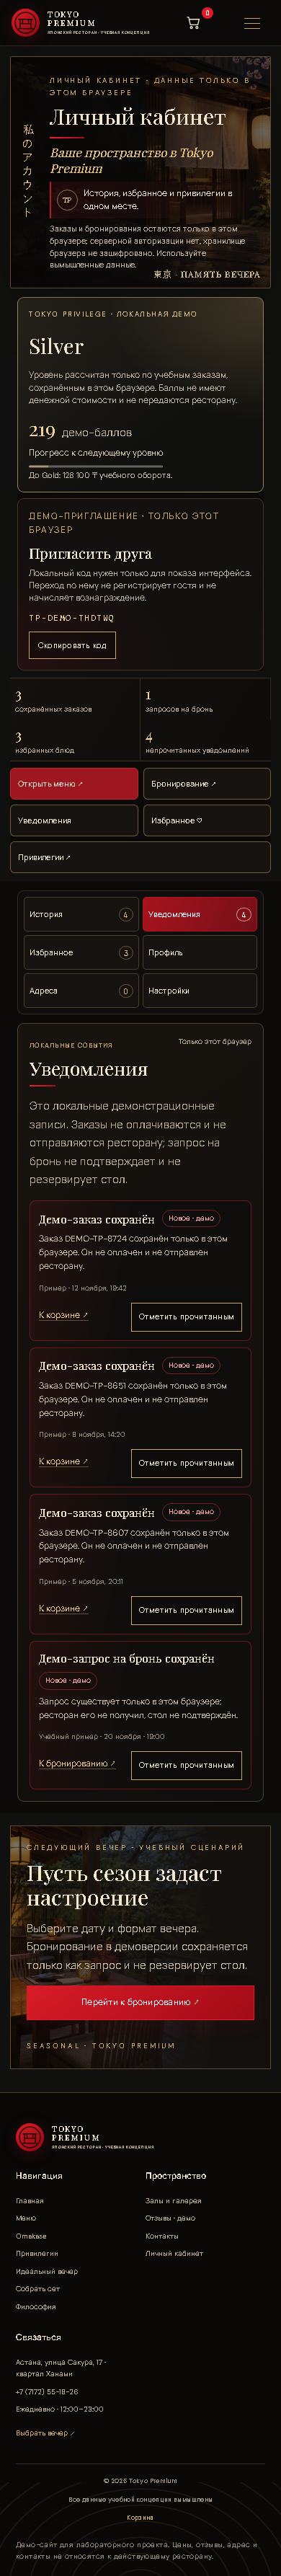 TOKYO
PREMIUM
ЯПОНСКИЙ РЕСТОРАН · УЧЕБНАЯ КОНЦЕПЦИЯ
0
私のアカウント
ЛИЧНЫЙ КАБИНЕТ · ДАННЫЕ ТОЛЬКО В
ЭТОМ БРАУЗЕРЕ
Личный кабинет
Ваше пространство в Tokyo
Premium
TP
История, избранное и привилегии в
одном месте.
Заказы и бронирования остаются только в этом
браузере; серверной авторизации нет, хранилище
браузера не зашифровано. Используйте
вымышленные данные.
東京 · ПАМЯТЬ ВЕЧЕРА
TOKYO PRIVILEGE · ЛОКАЛЬНАЯ ДЕМО
Silver
Уровень рассчитан только по учебным заказам,
сохранённым в этом браузере. Баллы не имеют
денежной стоимости и не передаются ресторану.
219 демо-баллов
Прогресс к следующему уровню
До Gold: 128 100 ₸ учебного оборота.
ДЕМО-ПРИГЛАШЕНИЕ · ТОЛЬКО ЭТОТ
БРАУЗЕР
Пригласить друга
Локальный код нужен только для показа интерфейса.
Переход по нему не регистрирует гостя и не
начисляет вознаграждение.
TP-DEMO-THDTWQ
Скопировать код
3
сохранённых заказов
1
запросов на бронь
3
избранных блюд
4
непрочитанных уведомлений
Открыть меню ↗
Бронирование ↗
Уведомления
Избранное ♡
Привилегии ↗
История 4
Уведомления 4
Избранное 3
Профиль
Адреса 0
Настройки
ЛОКАЛЬНЫЕ СОБЫТИЯ
Только этот браузер
Уведомления
Это локальные демонстрационные
записи. Заказы не оплачиваются и не
отправляются ресторану; запрос на
бронь не подтверждает и не
резервирует стол.
Демо-заказ сохранён Новое · демо
Заказ DEMO-TP-8724 сохранён только в этом
браузере. Он не оплачен и не отправлен
ресторану.
Пример · 12 ноября, 19:42
К корзине ↗
Отметить прочитанным
Демо-заказ сохранён Новое · демо
Заказ DEMO-TP-8651 сохранён только в этом
браузере. Он не оплачен и не отправлен
ресторану.
Пример · 8 ноября, 14:20
К корзине ↗
Отметить прочитанным
Демо-заказ сохранён Новое · демо
Заказ DEMO-TP-8607 сохранён только в этом
браузере. Он не оплачен и не отправлен
ресторану.
Пример · 5 ноября, 20:11
К корзине ↗
Отметить прочитанным
Демо-запрос на бронь сохранён
Новое · демо
Запрос существует только в этом браузере;
ресторан его не получил, стол не подтверждён.
Учебный пример · 20 ноября · 19:00
К бронированию ↗
Отметить прочитанным
СЛЕДУЮЩИЙ ВЕЧЕР · УЧЕБНЫЙ СЦЕНАРИЙ
Пусть сезон задаст
настроение
Выберите дату и формат вечера.
Бронирование в демоверсии сохраняется
только как запрос и не резервирует стол.
Перейти к бронированию ↗
SEASONAL · TOKYO PREMIUM
TOKYO
PREMIUM
ЯПОНСКИЙ РЕСТОРАН · УЧЕБНАЯ КОНЦЕПЦИЯ
Навигация
Главная
Меню
Omakase
Привилегии
Идеальный вечер
Собрать сет
Философия
Пространство
Залы и галерея
Отзывы · демо
Контакты
Личный кабинет
Связаться
Астана, улица Сакура, 17 ·
квартал Ханами
+7 (7172) 55-18-26
Ежедневно · 12:00–23:00
Выбрать вечер ↗
© 2026 Tokyo Premium
Все данные учебной концепции вымышлены
Корзина
Демо-сайт для лабораторного проекта. Цены, отзывы, адрес и
контакты не относятся к действующему ресторану.